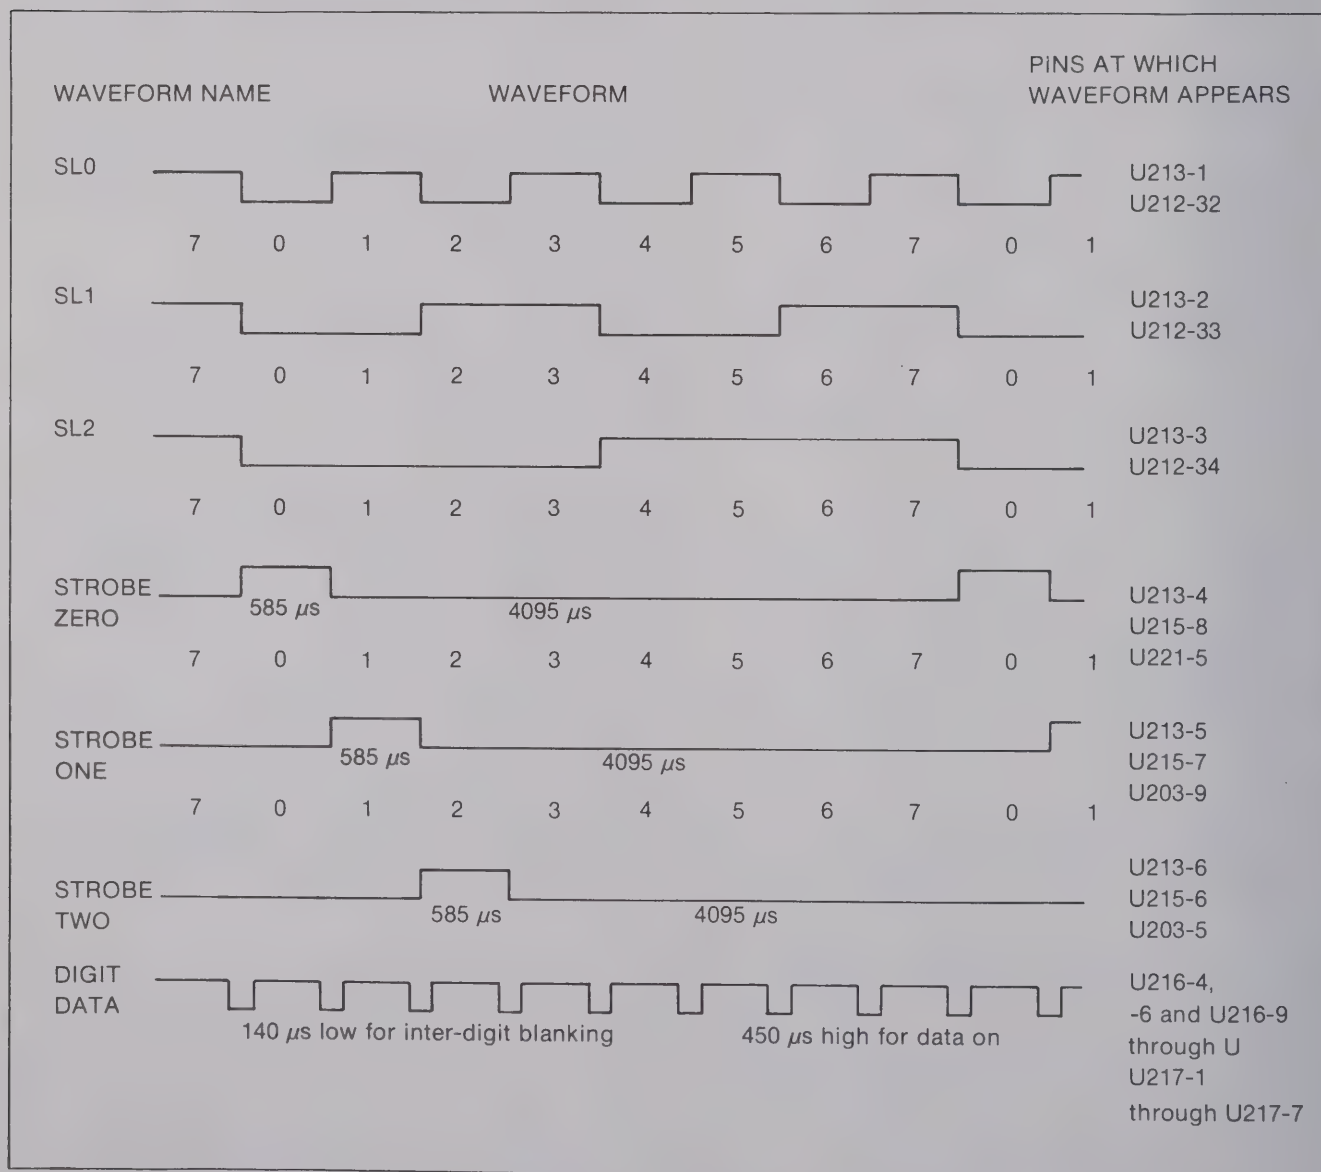 WAVEFORM NAME
WAVEFORM
PiNS AT WHICH
WAVEFORM APPEARS
SL0
U213-1
U212-32
7 0 1 2 3 4 5 6 7 0 1
SL1
U213-2
U212-33
7 0 1 2 3 4 5 6 7 0 1
SL2
U213-3
U212-34
7 0 1 2 3 4 5 6 7 0 1
STROBE
ZERO
585 μs
4095 μs
U213-4
U215-8
U221-5
7 0 1 2 3 4 5 6 7 0 1
STROBE
ONE
585 μs
4095 μs
U213-5
U215-7
U203-9
7 0 1 2 3 4 5 6 7 0 1
STROBE
TWO
585 μs
4095 μs
U213-6
U215-6
U203-5
DIGIT
DATA
140 μs low for inter-digit blanking
450 μs high for data on
U216-4,
-6 and U216-9
through U
U217-1
through U217-7